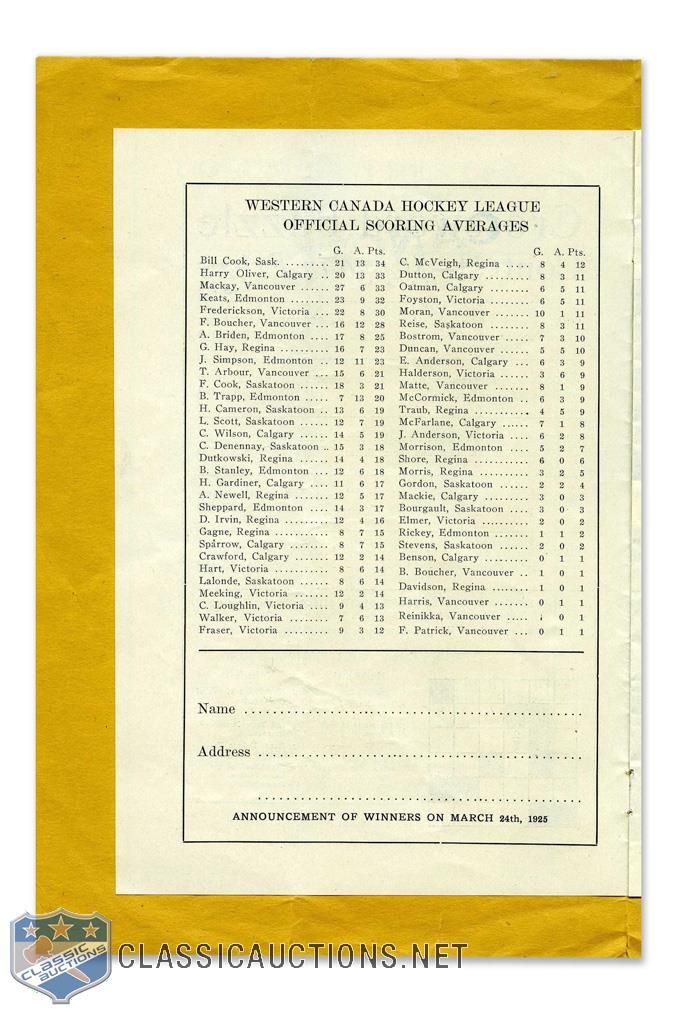 WESTERN CANADA HOCKEY LEAGUE
OFFICIAL SCORING AVERAGES
G. A. Pts.
Bill Cook, Sask. ......... 21 13 34
Harry Oliver, Calgary .. 20 13 33
Mackay, Vancouver ...... 27 6 33
Keats, Edmonton ........ 23 9 32
Frederickson, Victoria ... 22 8 30
F. Boucher, Vancouver ... 16 12 28
A. Briden, Edmonton .... 17 8 25
G. Hay, Regina .......... 16 7 23
J. Simpson, Edmonton .. 12 11 23
T. Arbour, Vancouver ... 15 6 21
F. Cook, Saskatoon ...... 18 3 21
B. Trapp, Edmonton ..... 7 13 20
H. Cameron, Saskatoon .. 13 6 19
L. Scott, Saskatoon ...... 12 7 19
C. Wilson, Calgary ...... 14 5 19
C. Denennay, Saskatoon .. 15 3 18
Dutkowski, Regina ...... 14 4 18
B. Stanley, Edmonton ... 12 6 18
H. Gardiner, Calgary .... 11 6 17
A. Newell, Regina ....... 12 5 17
Sheppard, Edmonton .... 14 3 17
D. Irvin, Regina ......... 12 4 16
Gagne, Regina ........... 8 7 15
Sparrow, Calgary ........ 8 7 15
Crawford, Calgary ....... 12 2 14
Hart, Victoria ........... 8 6 14
Lalonde, Saskatoon ...... 8 6 14
Meeking, Victoria ....... 12 2 14
C. Loughlin, Victoria .... 9 4 13
Walker, Victoria ......... 7 6 13
Fraser, Victoria ......... 9 3 12
G. A. Pts.
C. McVeigh, Regina ..... 8 4 12
Dutton, Calgary ......... 8 3 11
Oatman, Calgary ........ 6 5 11
Foyston, Victoria ........ 6 5 11
Moran, Vancouver ....... 10 1 11
Reise, Saskatoon ........ 8 3 11
Bostrom, Vancouver ..... 7 3 10
Duncan, Vancouver ...... 5 5 10
E. Anderson, Calgary .... 6 3 9
Halderson, Victoria ...... 3 6 9
Matte, Vancouver ........ 8 1 9
McCormick, Edmonton .. 6 3 9
Traub, Regina ........... 4 5 9
McFarlane, Calgary ..... 7 1 8
J. Anderson, Victoria .... 6 2 8
Morrison, Edmonton .... 5 2 7
Shore, Regina ........... 6 0 6
Morris, Regina .......... 3 2 5
Gordon, Saskatoon ...... 2 2 4
Mackie, Calgary ......... 3 0 3
Bourgault, Saskatoon .... 3 0 3
Elmer, Victoria .......... 2 0 2
Rickey, Edmonton ....... 1 1 2
Stevens, Saskatoon ...... 2 0 2
Benson, Calgary ......... 0 1 1
B. Boucher, Vancouver .. 1 0 1
Davidson, Regina ........ 1 0 1
Harris, Vancouver ....... 0 1 1
Reinikka, Vancouver ..... 0 1
F. Patrick, Vancouver ... 0 1 1
Name ................................................
Address ..............................................
ANNOUNCEMENT OF WINNERS ON MARCH 24th, 1925
CLASSIC
AUCTIONS
CLASSICAUCTIONS.NET